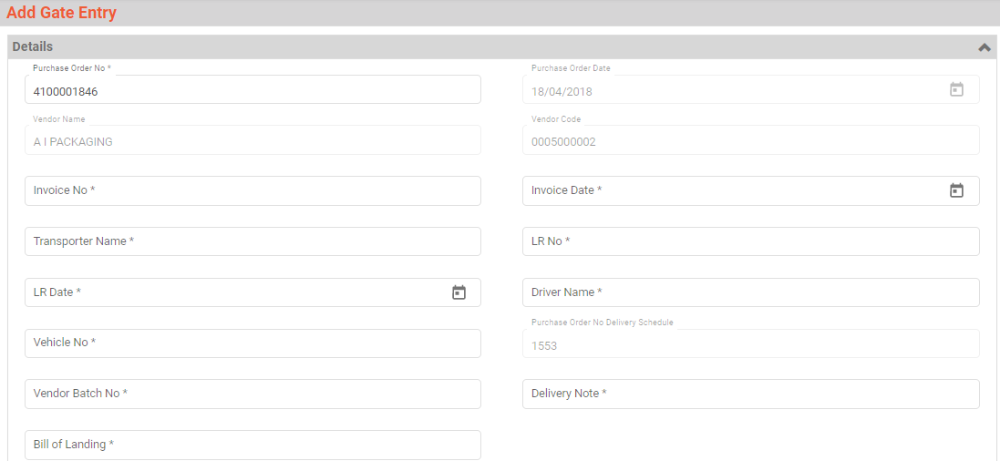 Add Gate Entry
Details
Purchase Order No *
4100001846
Purchase Order Date
18/04/2018
Vendor Name
A I PACKAGING
Vendor Code
0005000002
Invoice No *
Invoice Date *
Transporter Name *
LR No *
LR Date *
Driver Name *
Vehicle No *
Purchase Order No Delivery Schedule
1553
Vendor Batch No *
Delivery Note *
Bill of Landing *